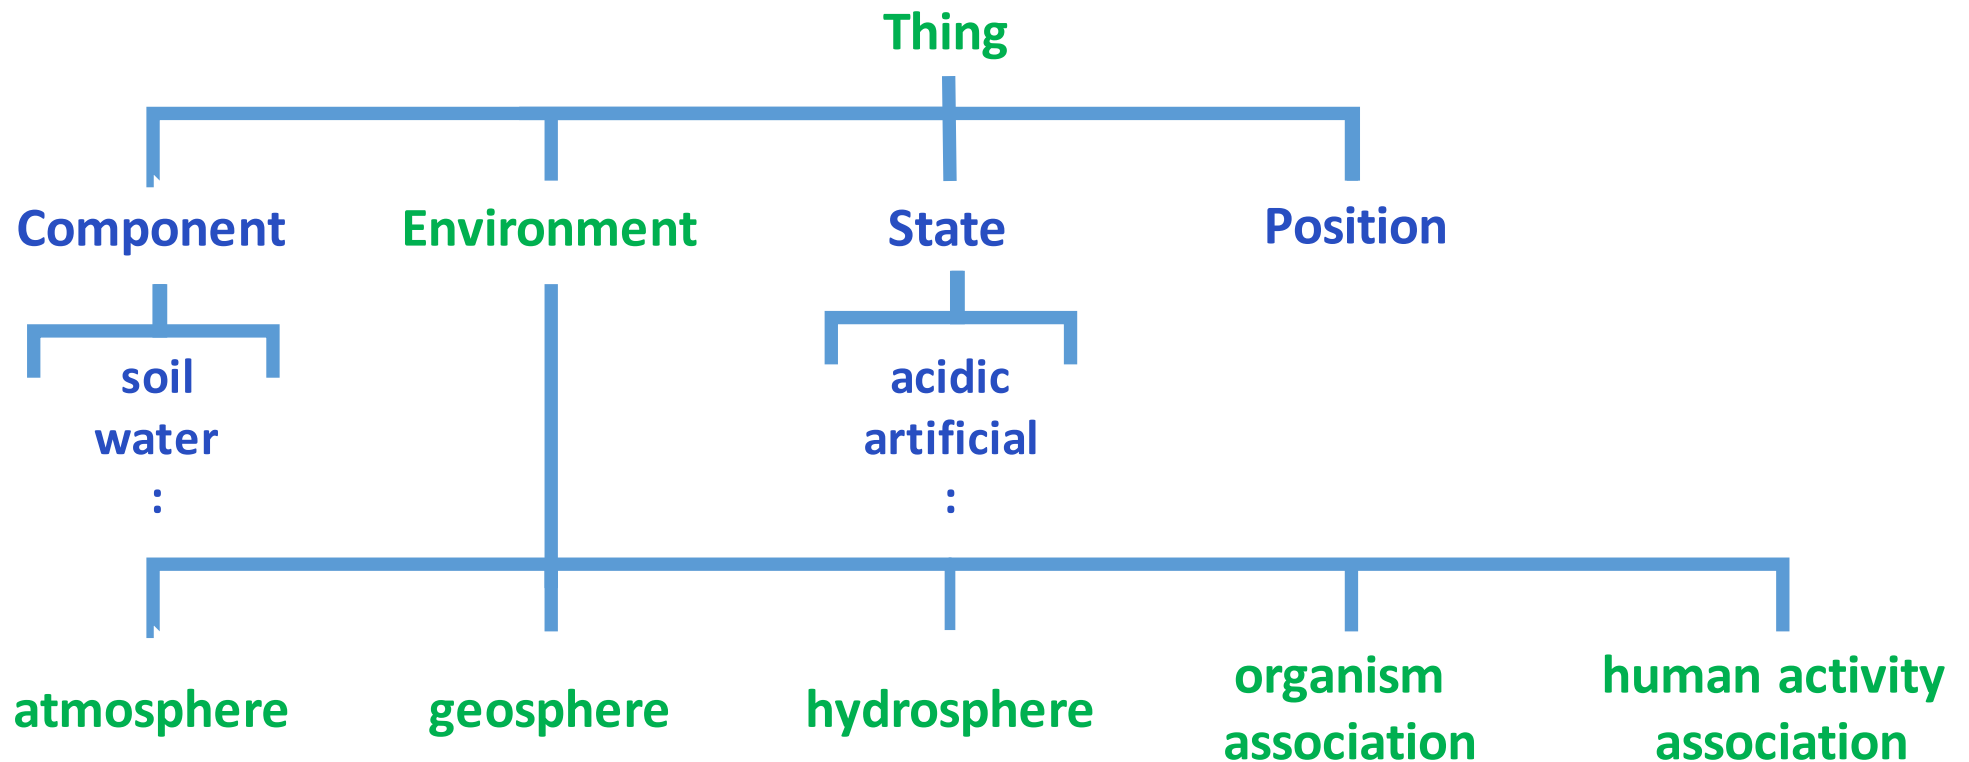 Thing
Component
Environment
State
Position
soil
water
:
acidic
artificial
:
atmosphere
geosphere
hydrosphere
organism
association
human activity
association